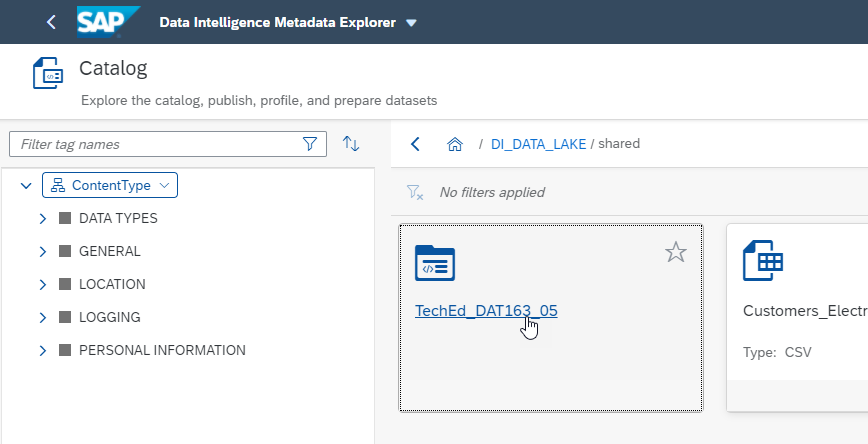 SAP Data Intelligence Metadata Explorer
Catalog
Explore the catalog, publish, profile, and prepare datasets
Filter tag names
/ DI_DATA_LAKE / shared
ContentType
No filters applied
DATA TYPES
GENERAL
LOCATION
LOGGING
PERSONAL INFORMATION
TechEd_DAT163_05
Customers_Electr
Type: CSV